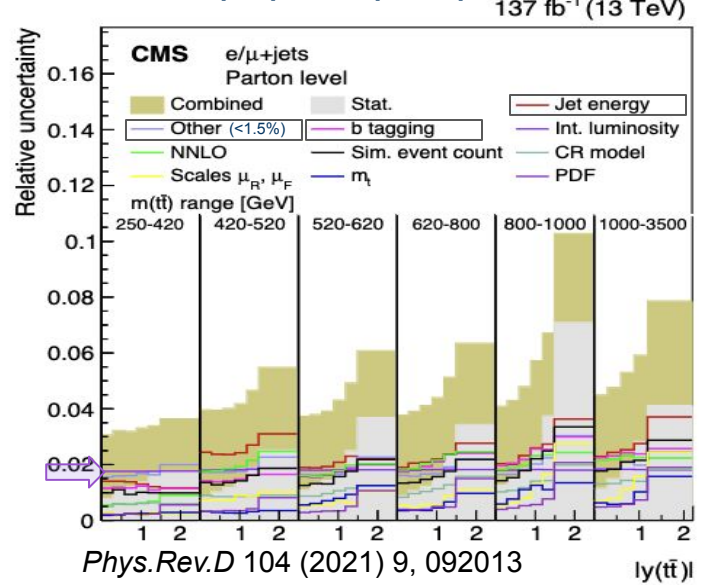 137 fb⁻¹ (13 TeV)
CMS e/μ+jets
Parton level
Combined Stat. Jet energy
Other (<1.5%) b tagging Int. luminosity
NNLO Sim. event count CR model
Scales μ_R, μ_F m_t PDF
m(tt̄) range [GeV]
250-420 420-520 520-620 620-800 800-1000 1000-3500
Relative uncertainty
0.16
0.14
0.12
0.1
0.08
0.06
0.04
0.02
0
1 2 1 2 1 2 1 2 1 2 1 2
Phys.Rev.D 104 (2021) 9, 092013
|y(tt̄)|